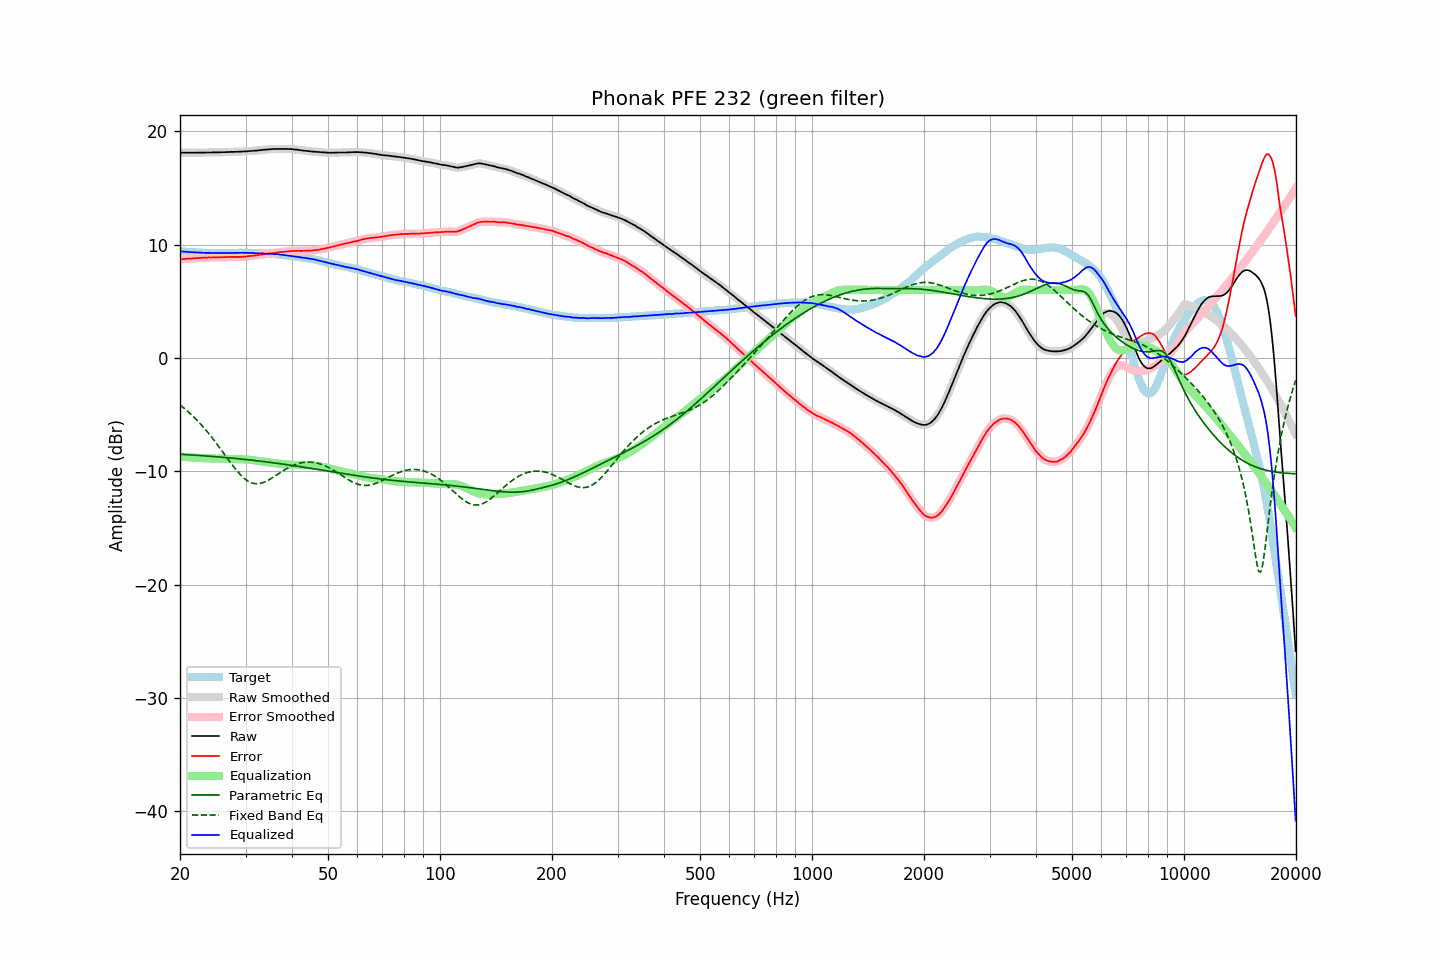 Phonak PFE 232 (green filter)
20
10
0
−10
−20
−30
−40
Amplitude (dBr)
Target
Raw Smoothed
Error Smoothed
Raw
Error
Equalization
Parametric Eq
Fixed Band Eq
Equalized
20 50 100 200 500 1000 2000 5000 10000 20000
Frequency (Hz)